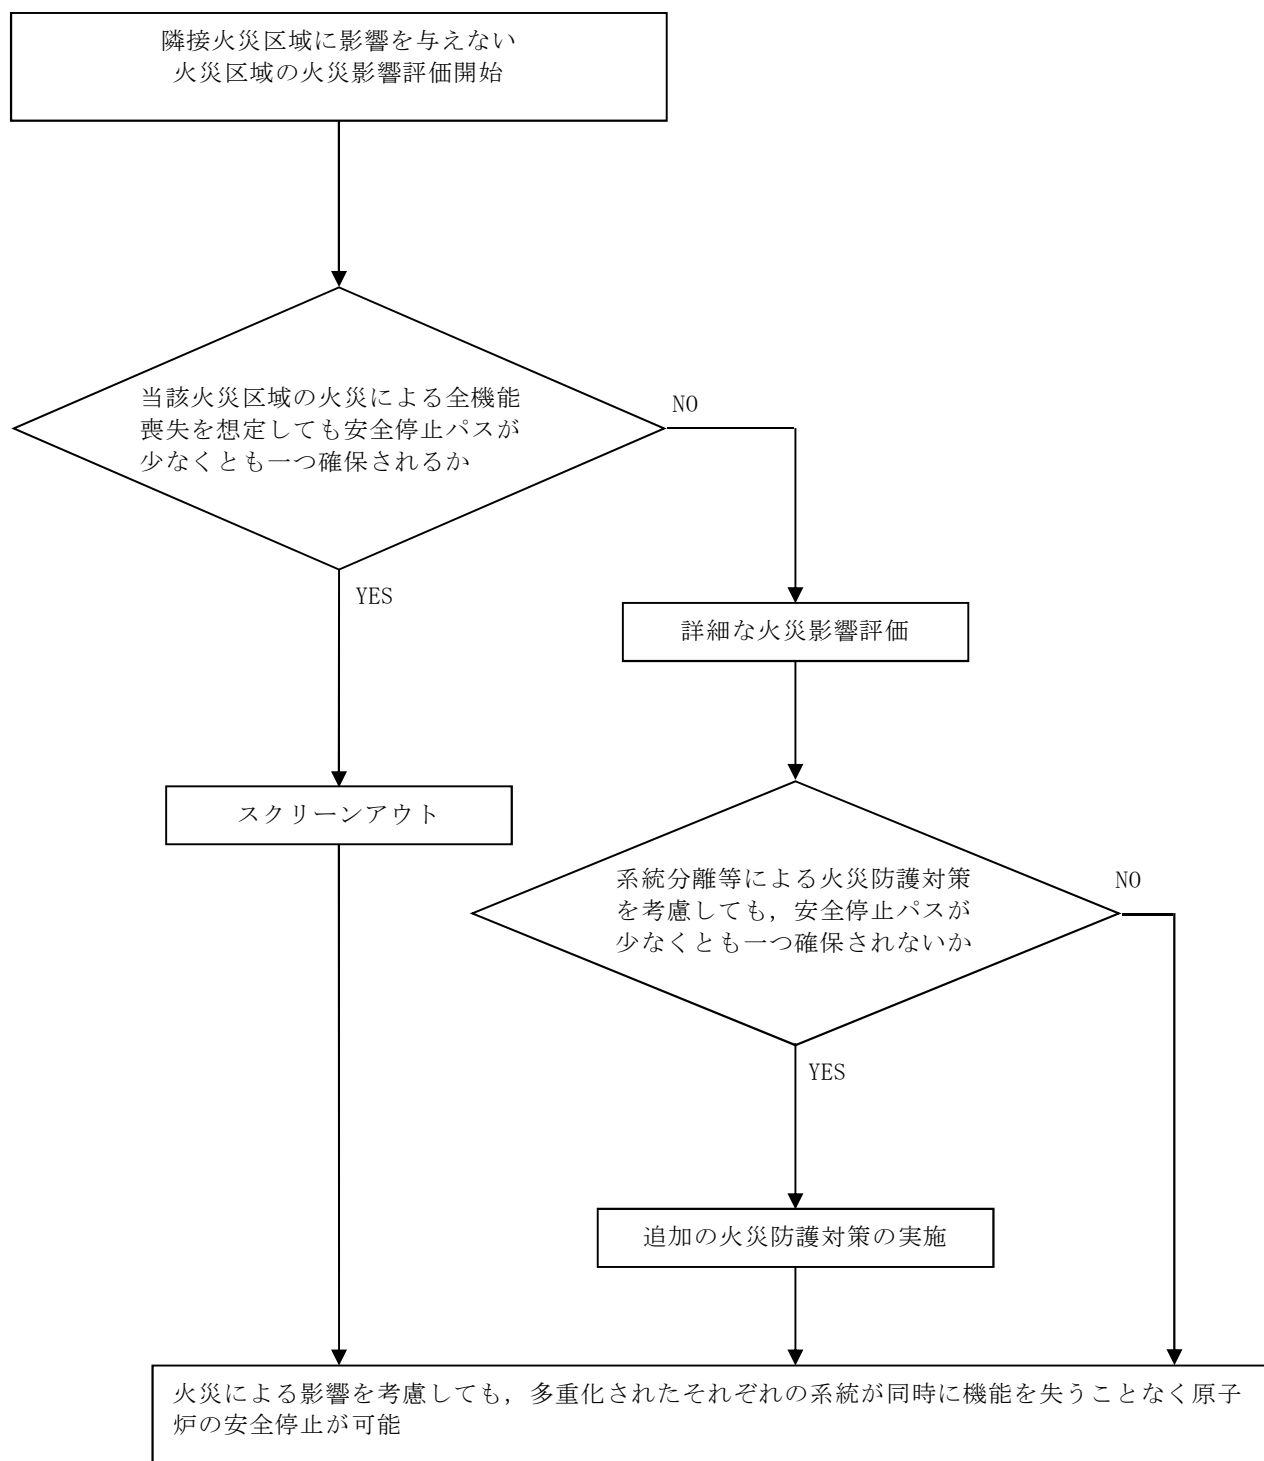 隣接火災区域に影響を与えない
火災区域の火災影響評価開始
当該火災区域の火災による全機能
喪失を想定しても安全停止パスが
少なくとも一つ確保されるか
NO
YES
詳細な火災影響評価
スクリーンアウト
系統分離等による火災防護対策
を考慮しても，安全停止パスが
少なくとも一つ確保されないか
NO
YES
追加の火災防護対策の実施
火災による影響を考慮しても，多重化されたそれぞれの系統が同時に機能を失うことなく原子
炉の安全停止が可能